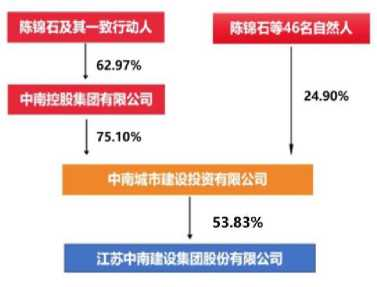 陈锦石及其一致行动人
陈锦石等46名自然人
62.97%
24.90%
中南控股集团有限公司
75.10%
中南城市建设投资有限公司
53.83%
江苏中南建设集团股份有限公司